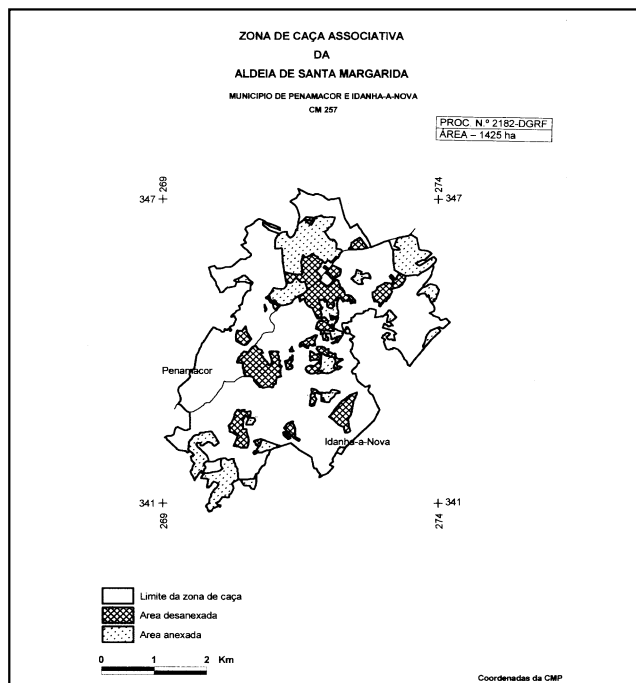 ZONA DE CAÇA ASSOCIATIVA
DA
ALDEIA DE SANTA MARGARIDA
MUNICIPIO DE PENAMACOR E IDANHA-A-NOVA
CM 257
PROC. N.º 2182-DGRF
ÁREA – 1425 ha
269
274
347
347
Penamacor
Idanha-a-Nova
341
341
269
274
Limite da zona de caça
Area desanexada
Area anexada
0 1 2 Km
Coordenadas da CMP